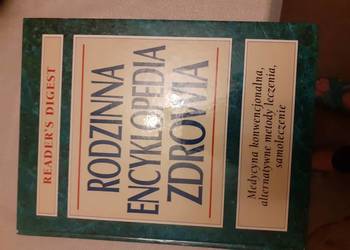 READER'S DIGEST
RODZINNA
ENCYKLOPEDIA
ZDROWIA
Medycyna konwencjonalna,
alternatywne metody leczenia,
samoleczenie